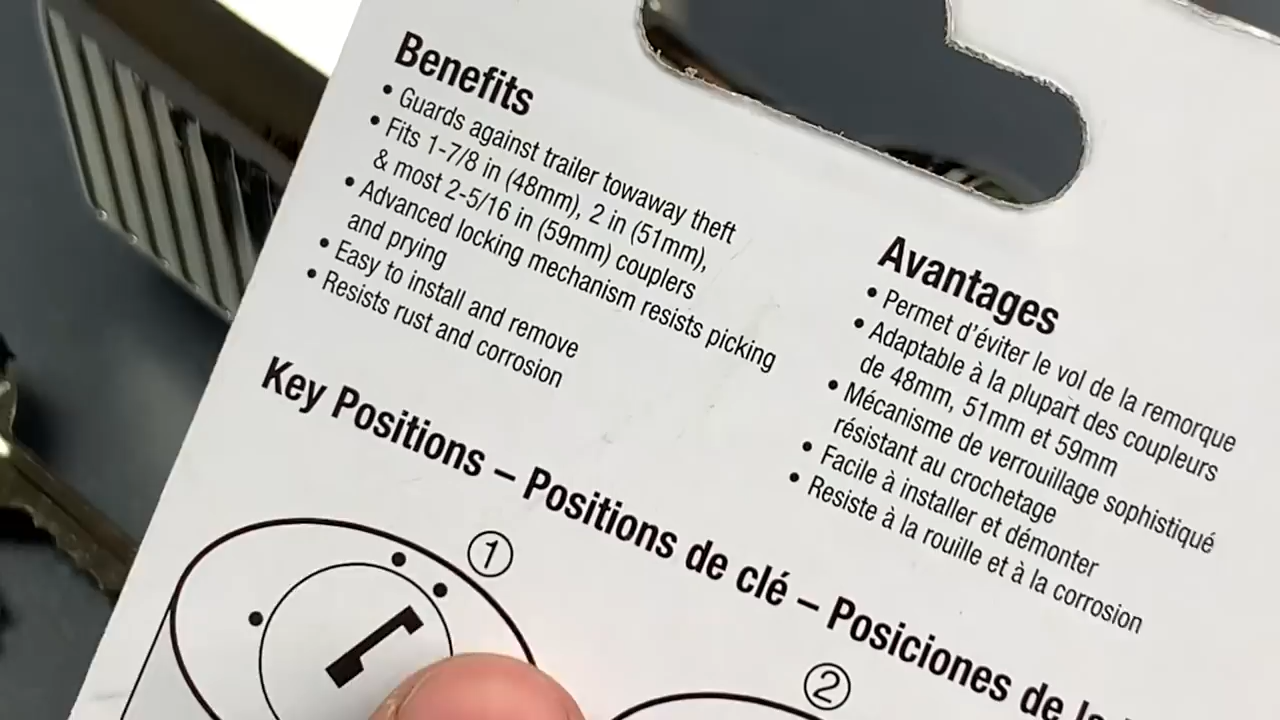 Benefits
• Guards against trailer towaway theft
• Fits 1-7/8 in (48mm), 2 in (51mm),
& most 2-5/16 in (59mm) couplers
• Advanced locking mechanism resists picking
and prying
• Easy to install and remove
• Resists rust and corrosion
Avantages
• Permet d'éviter le vol de la remorque
• Adaptable à la plupart des coupleurs
de 48mm, 51mm et 59mm
• Mécanisme de verrouillage sophistiqué
résistant au crochetage
• Facile à installer et démonter
• Resiste à la rouille et à la corrosion
Key Positions – Positions de clé – Posiciones de
1
2